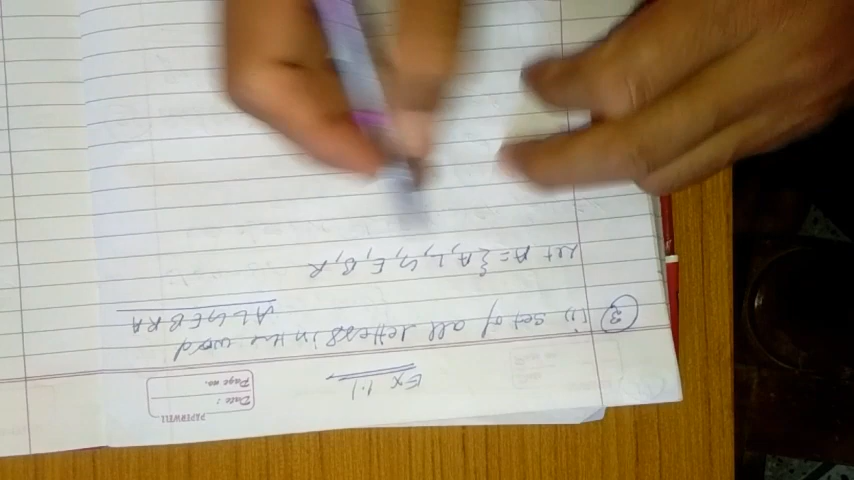 PAPERWELL
Date :
Page no.
Ex 1.1
③ (i) Set of all letters in the word
ALGEBRA
Let A = { A, L, G, E, B, R